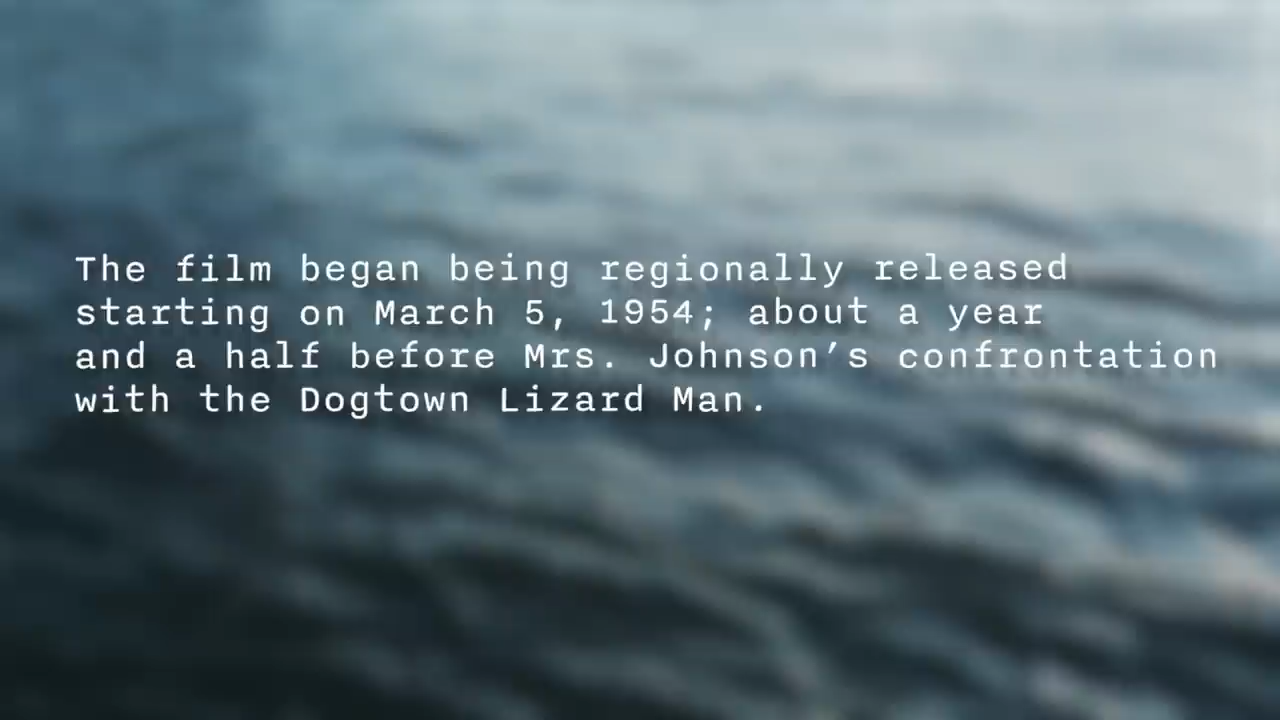 The film began being regionally released
starting on March 5, 1954; about a year
and a half before Mrs. Johnson’s confrontation
with the Dogtown Lizard Man.